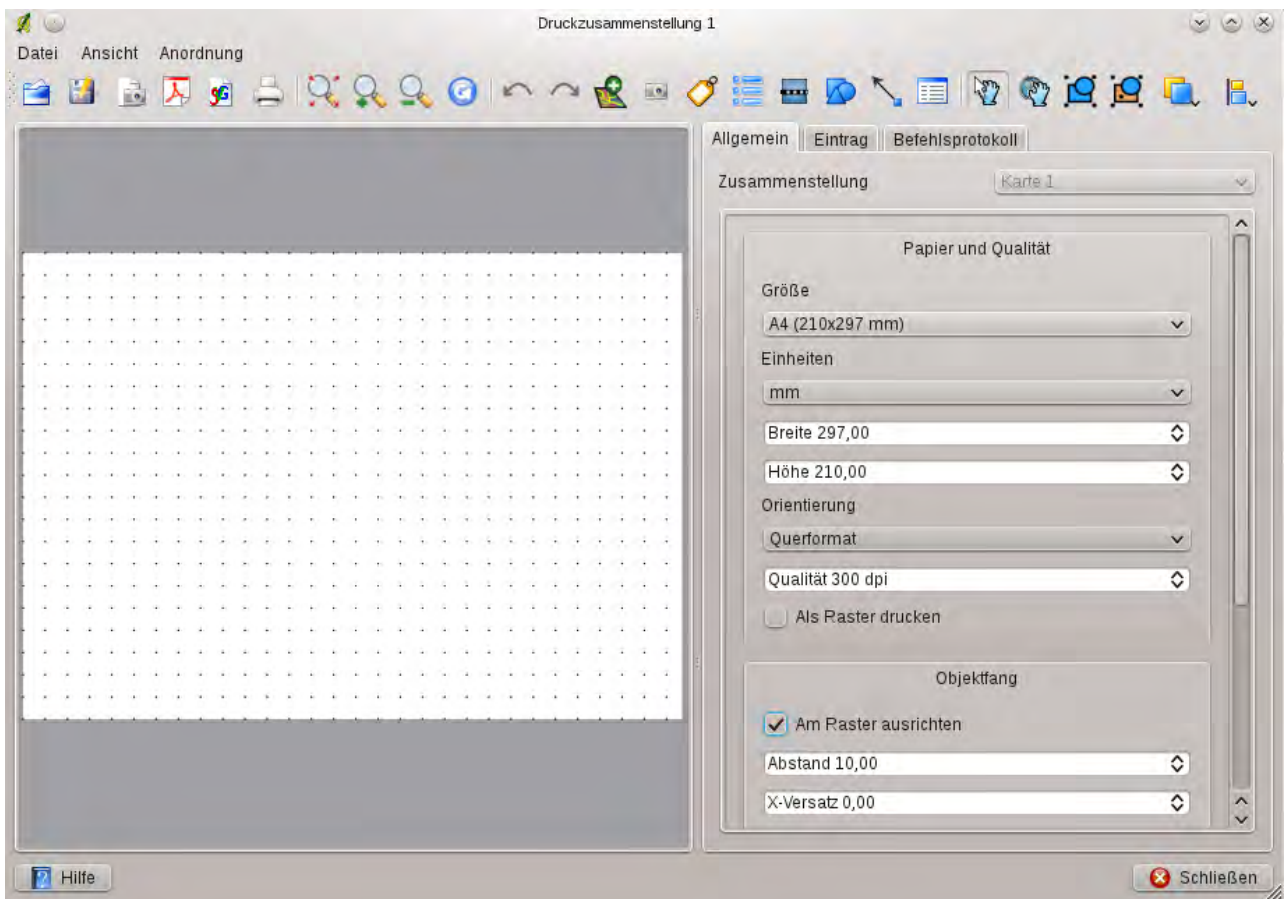 Druckzusammenstellung 1
Datei Ansicht Anordnung
Allgemein Eintrag Befehlsprotokoll
Zusammenstellung Karte 1
Papier und Qualität
Größe
A4 (210x297 mm)
Einheiten
mm
Breite 297,00
Höhe 210,00
Orientierung
Querformat
Qualität 300 dpi
Als Raster drucken
Objektfang
Am Raster ausrichten
Abstand 10,00
X-Versatz 0,00
Hilfe Schließen